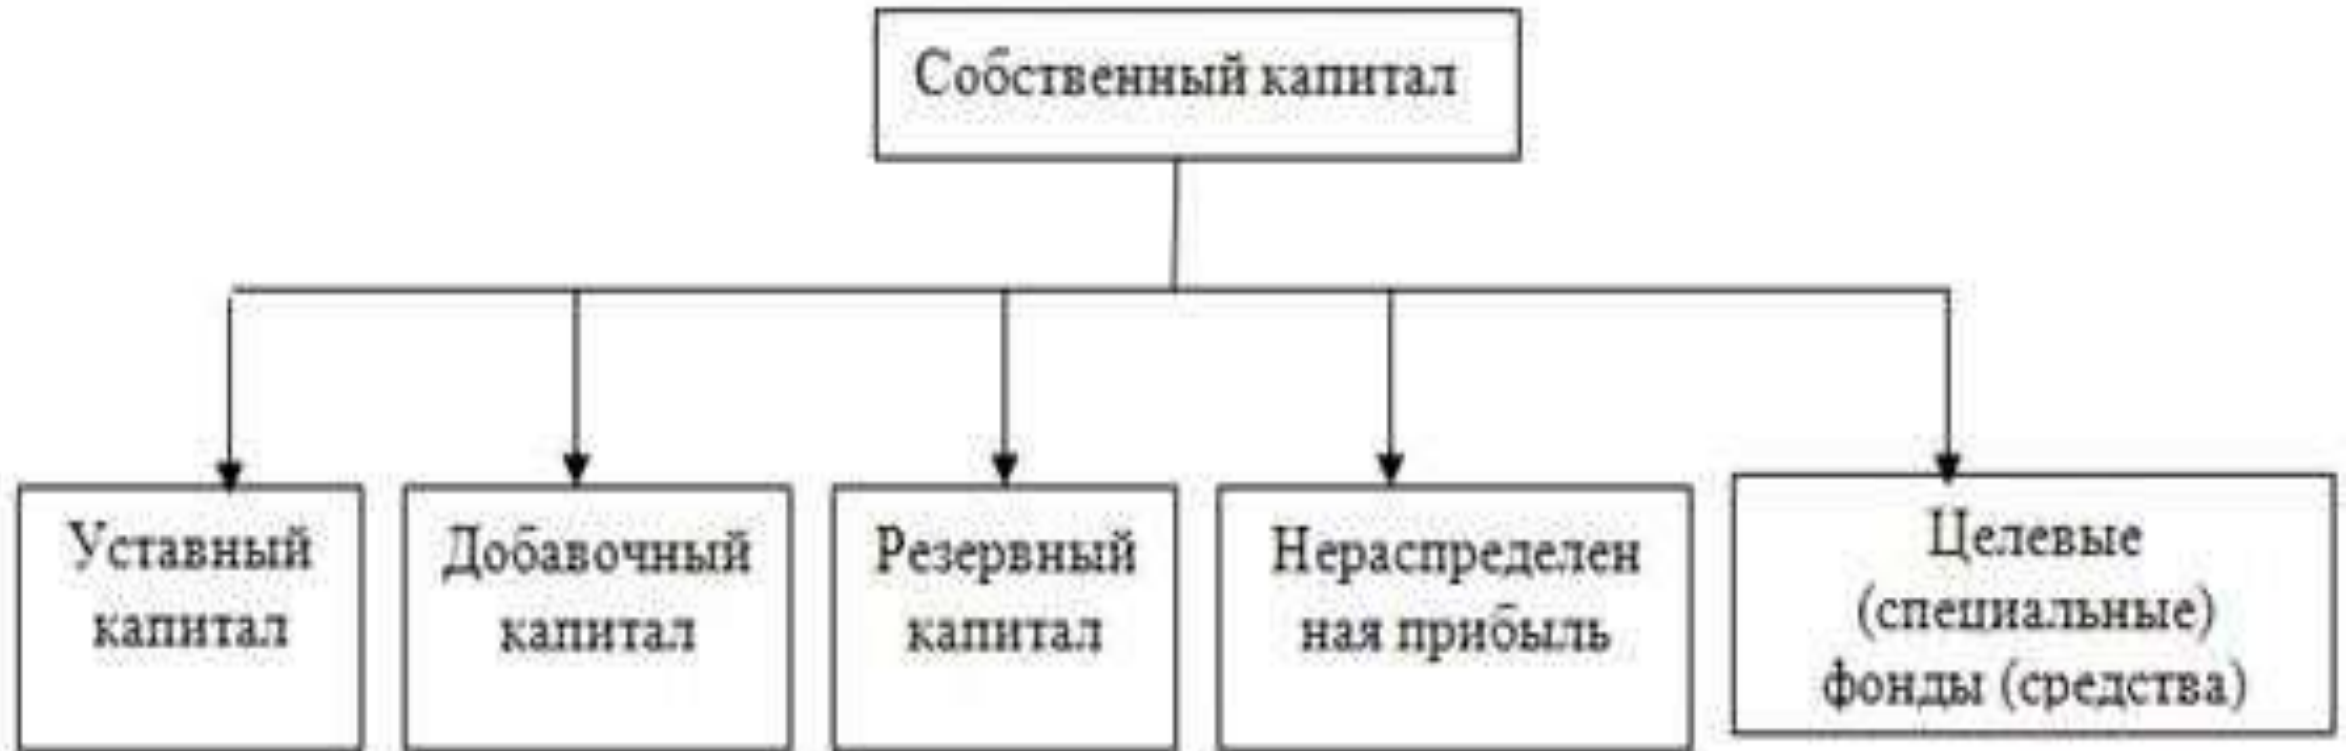 Собственный капитал
Уставный
капитал
Добавочный
капитал
Резервный
капитал
Нераспределен
ная прибыль
Целевые
(специальные)
фонды (средства)